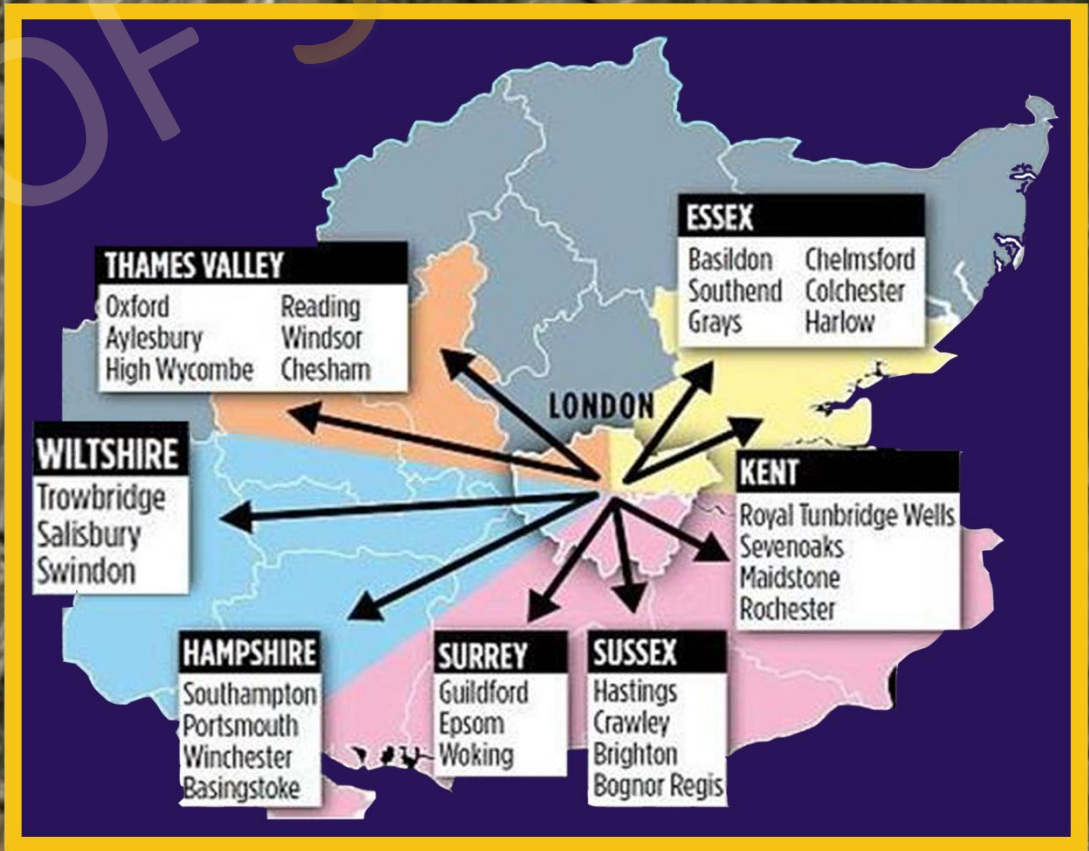 OF
ESSEX
Basildon Chelmsford
Southend Colchester
Grays Harlow
THAMES VALLEY
Oxford Reading
Aylesbury Windsor
High Wycombe Chesham
LONDON
WILTSHIRE
Trowbridge
Salisbury
Swindon
KENT
Royal Tunbridge Wells
Sevenoaks
Maidstone
Rochester
HAMPSHIRE
Southampton
Portsmouth
Winchester
Basingstoke
SURREY
Guildford
Epsom
Woking
SUSSEX
Hastings
Crawley
Brighton
Bognor Regis